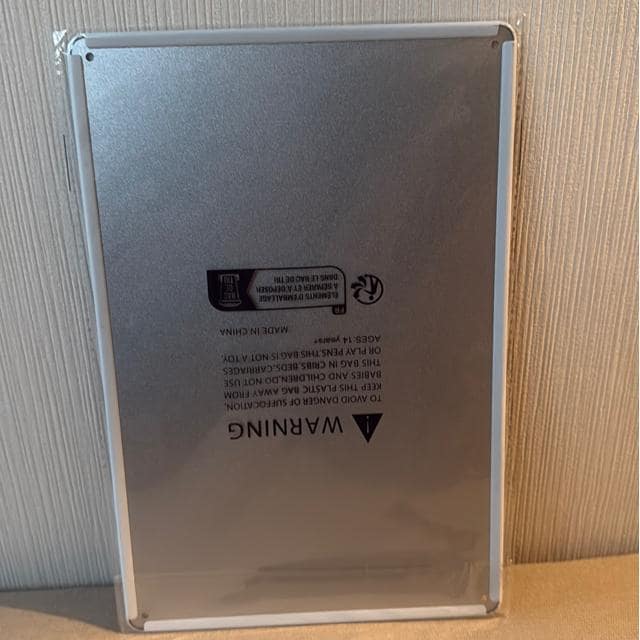 WARNING
TO AVOID DANGER OF SUFFOCATION,
KEEP THIS PLASTIC BAG AWAY FROM
BABIES AND CHILDREN.DO NOT USE
THIS BAG IN CRIBS.BEDS.CARRIAGES
OR PLAY PENS.THIS BAG IS NOT A TOY.
AGES 14 years+
MADE IN CHINA
FR
ÉLÉMENTS D'EMBALLAGE
À SÉPARER ET À DÉPOSER
DANS LE BAC DE TRI